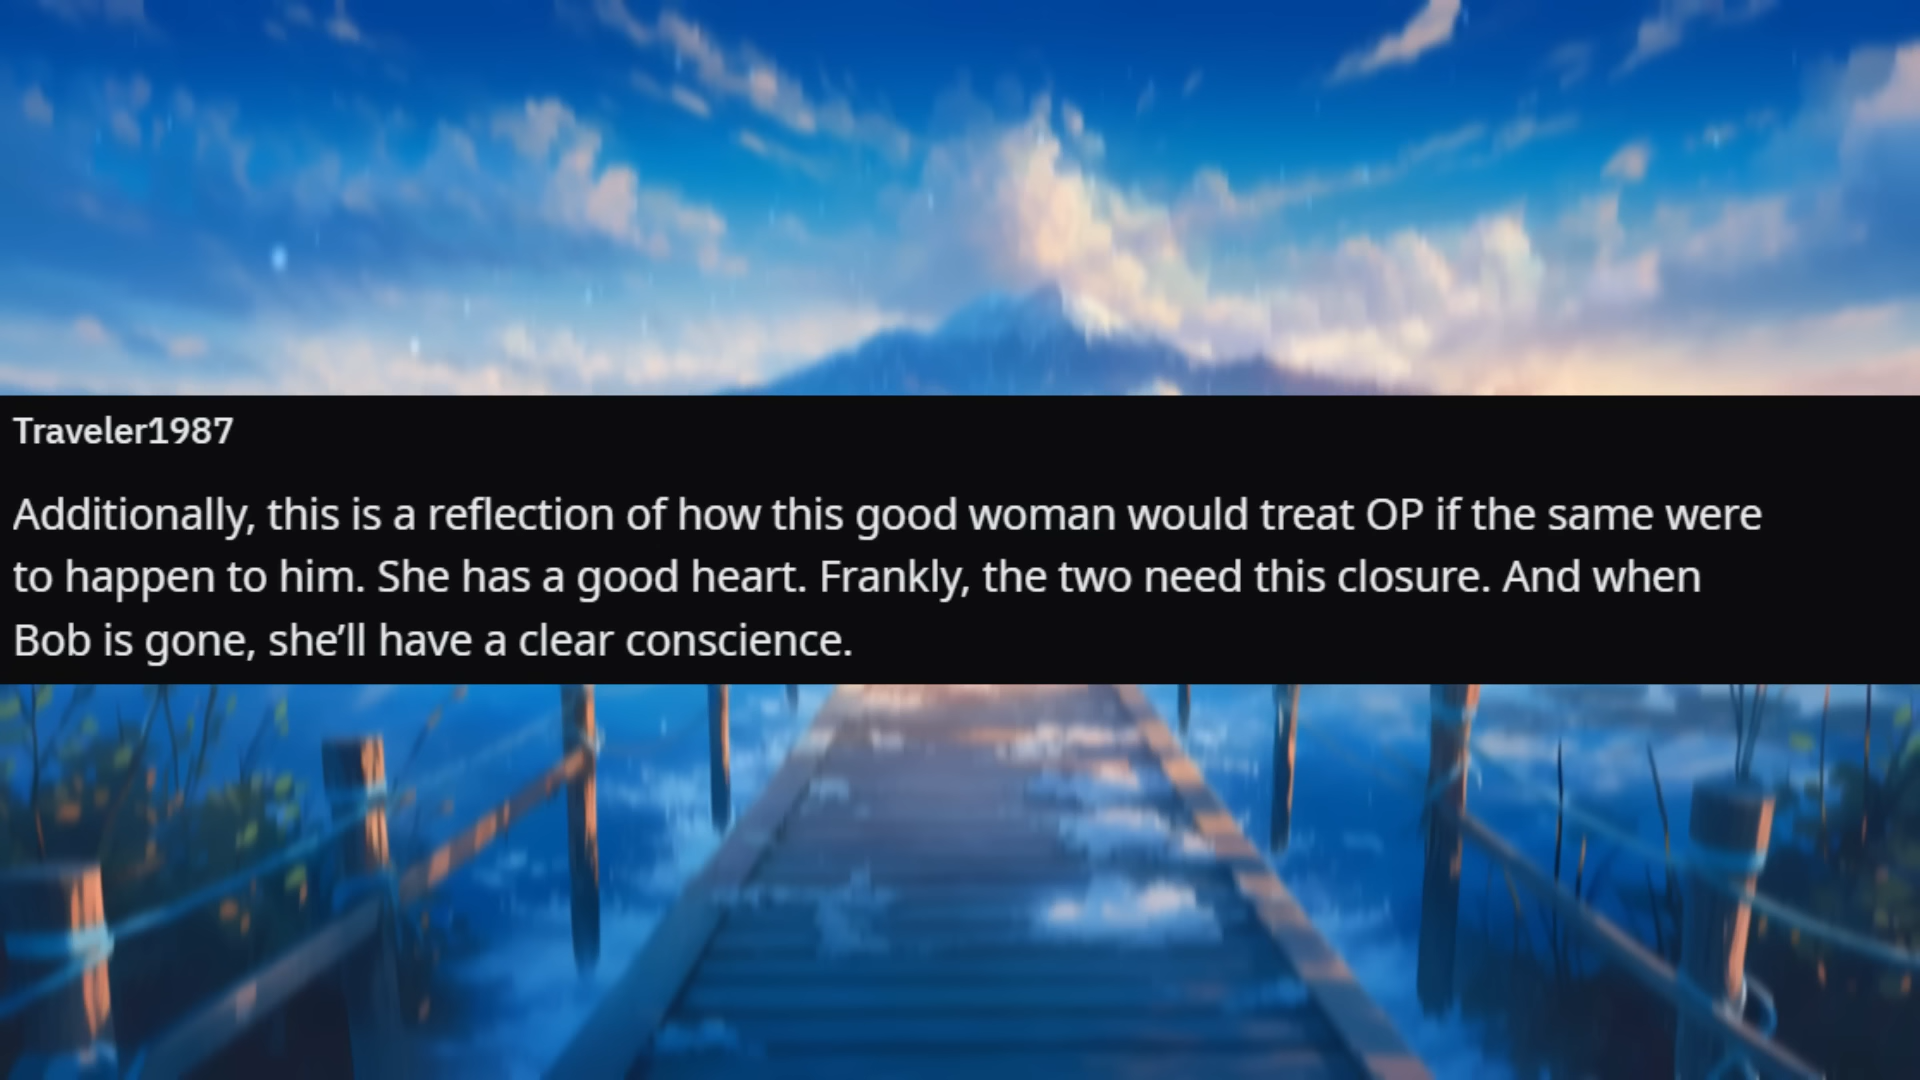 Traveler1987
Additionally, this is a reflection of how this good woman would treat OP if the same were
to happen to him. She has a good heart. Frankly, the two need this closure. And when
Bob is gone, she’ll have a clear conscience.